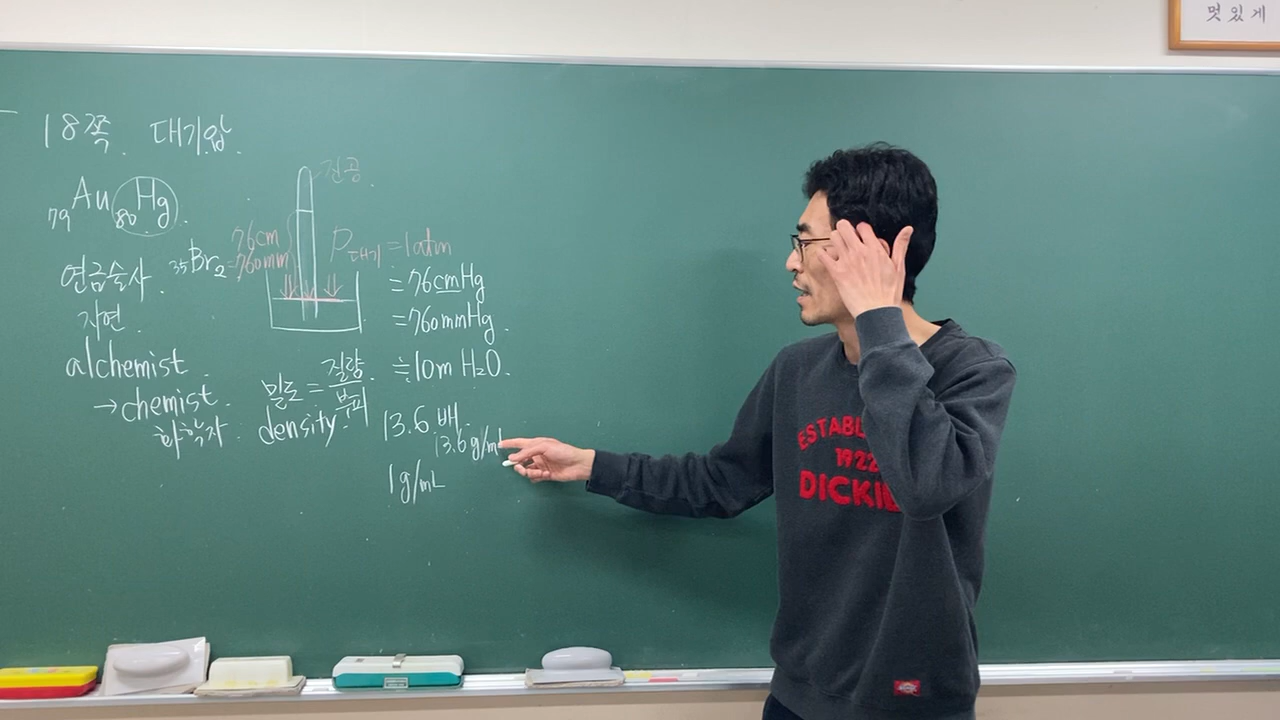 멋있게
18쪽. 대기압.
79Au 80Hg.
진공.
76cm
=760mm
P대기 = 1atm
= 76cmHg
= 760mmHg.
≒ 10m H₂O.
연금술사.
35Br₂
자연.
alchemist.
→ chemist.
화학자.
밀도 = 질량/부피.
density.
13.6배.
13.6g/mL
1g/mL
ESTABL
1922
DICKI